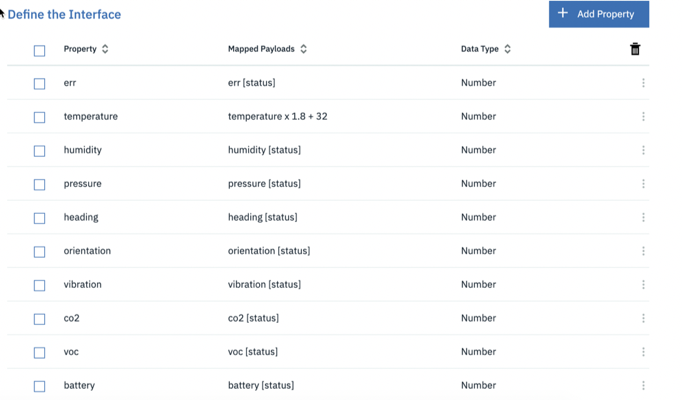 Define the Interface
+ Add Property
Property Mapped Payloads Data Type
err err [status] Number
temperature temperature x 1.8 + 32 Number
humidity humidity [status] Number
pressure pressure [status] Number
heading heading [status] Number
orientation orientation [status] Number
vibration vibration [status] Number
co2 co2 [status] Number
voc voc [status] Number
battery battery [status] Number